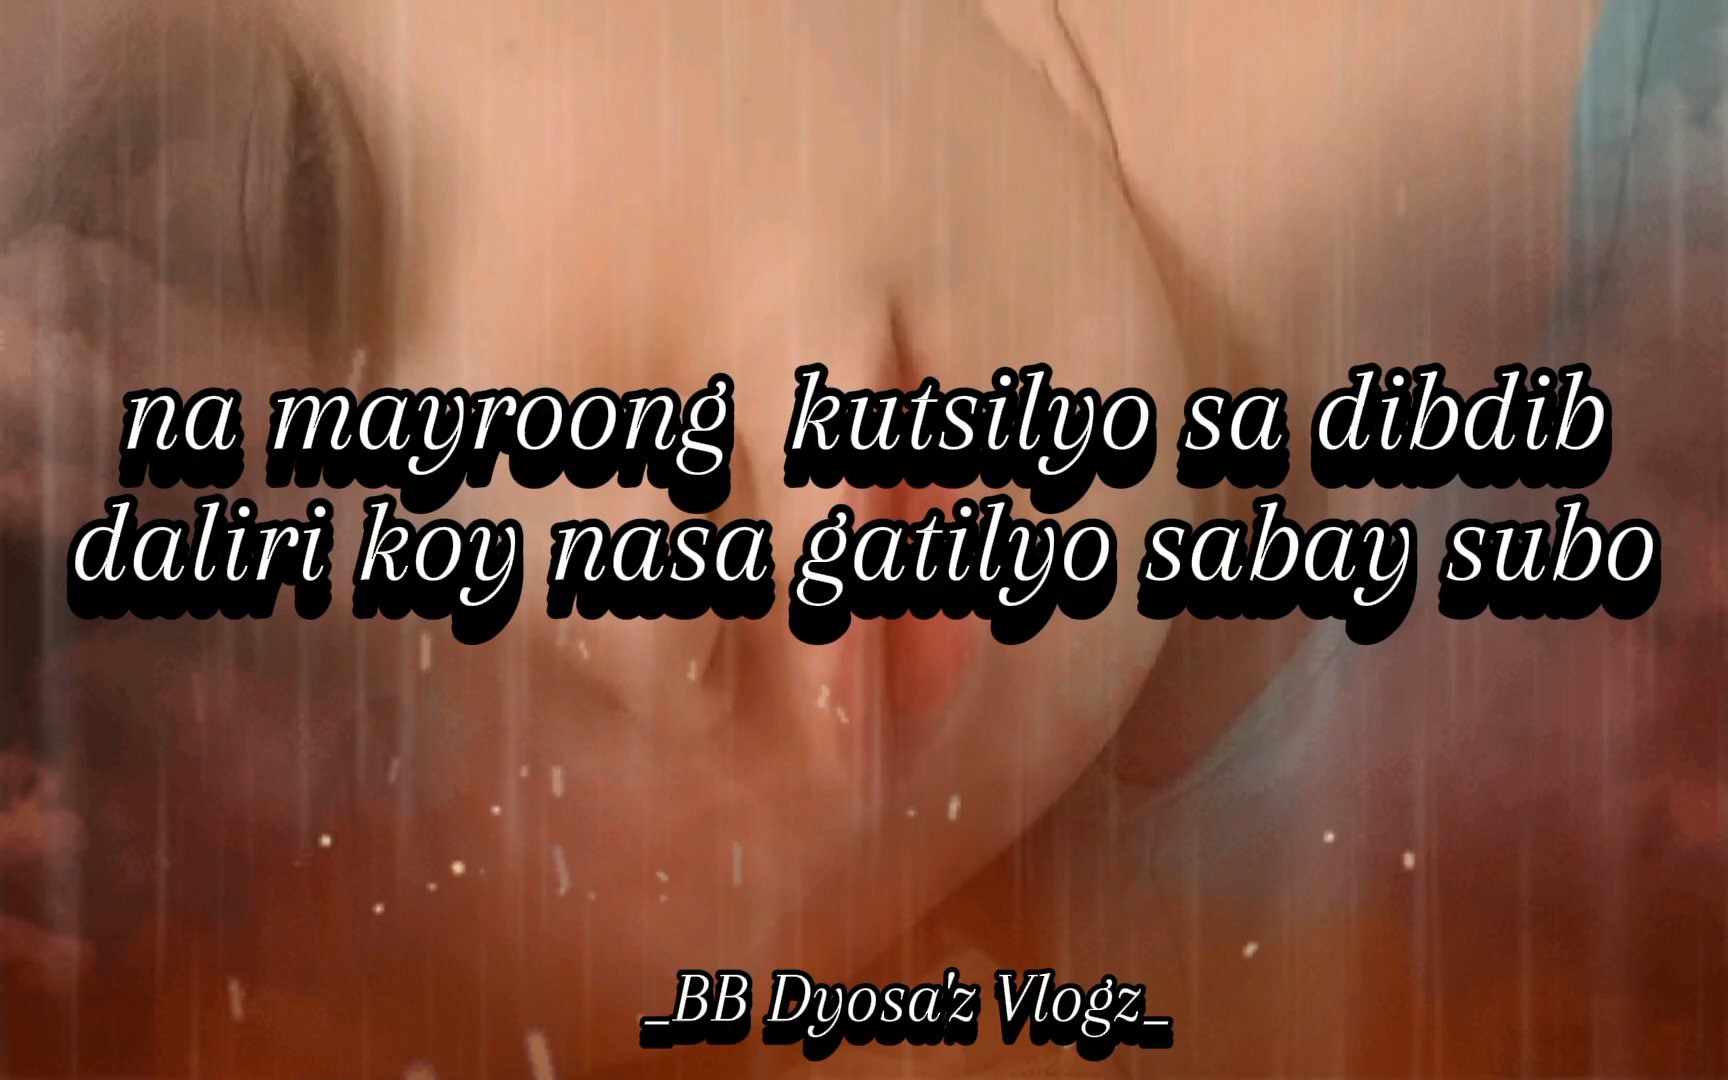 na mayroong kutsilyo sa dibdib
daliri koy nasa gatilyo sabay subo
_BB Dyosa'z Vlogz_